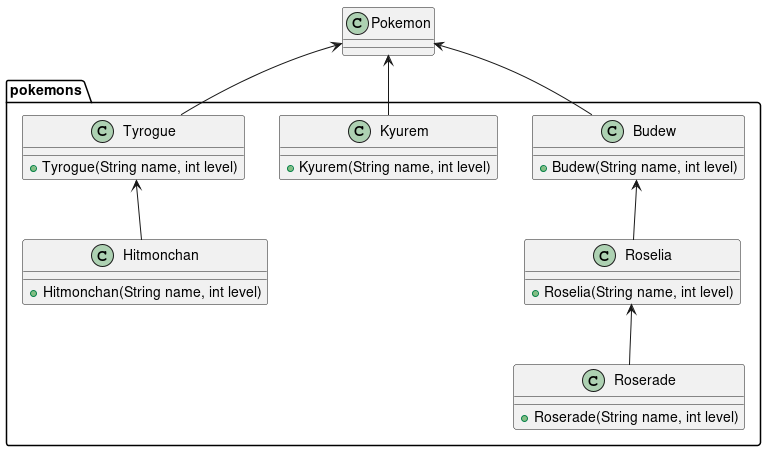 C Pokemon
pokemons
C Tyrogue
Tyrogue(String name, int level)
C Kyurem
Kyurem(String name, int level)
C Budew
Budew(String name, int level)
C Hitmonchan
Hitmonchan(String name, int level)
C Roselia
Roselia(String name, int level)
C Roserade
Roserade(String name, int level)